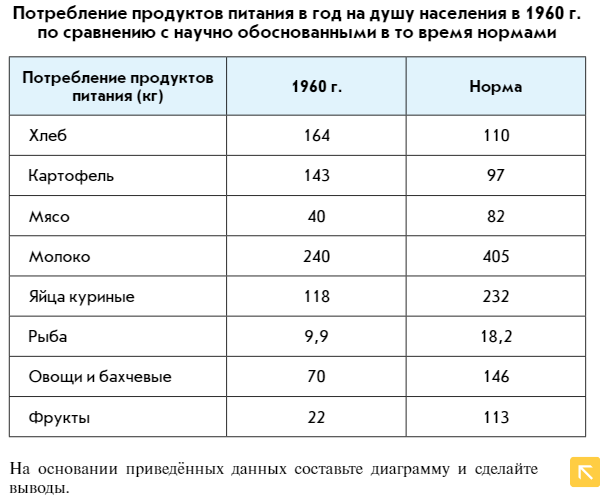 Потребление продуктов питания в год на душу населения в 1960 г.
по сравнению с научно обоснованными в то время нормами
Потребление продуктов питания (кг) 1960 г. Норма
Хлеб 164 110
Картофель 143 97
Мясо 40 82
Молоко 240 405
Яйца куриные 118 232
Рыба 9,9 18,2
Овощи и бахчевые 70 146
Фрукты 22 113
На основании приведённых данных составьте диаграмму и сделайте
выводы.